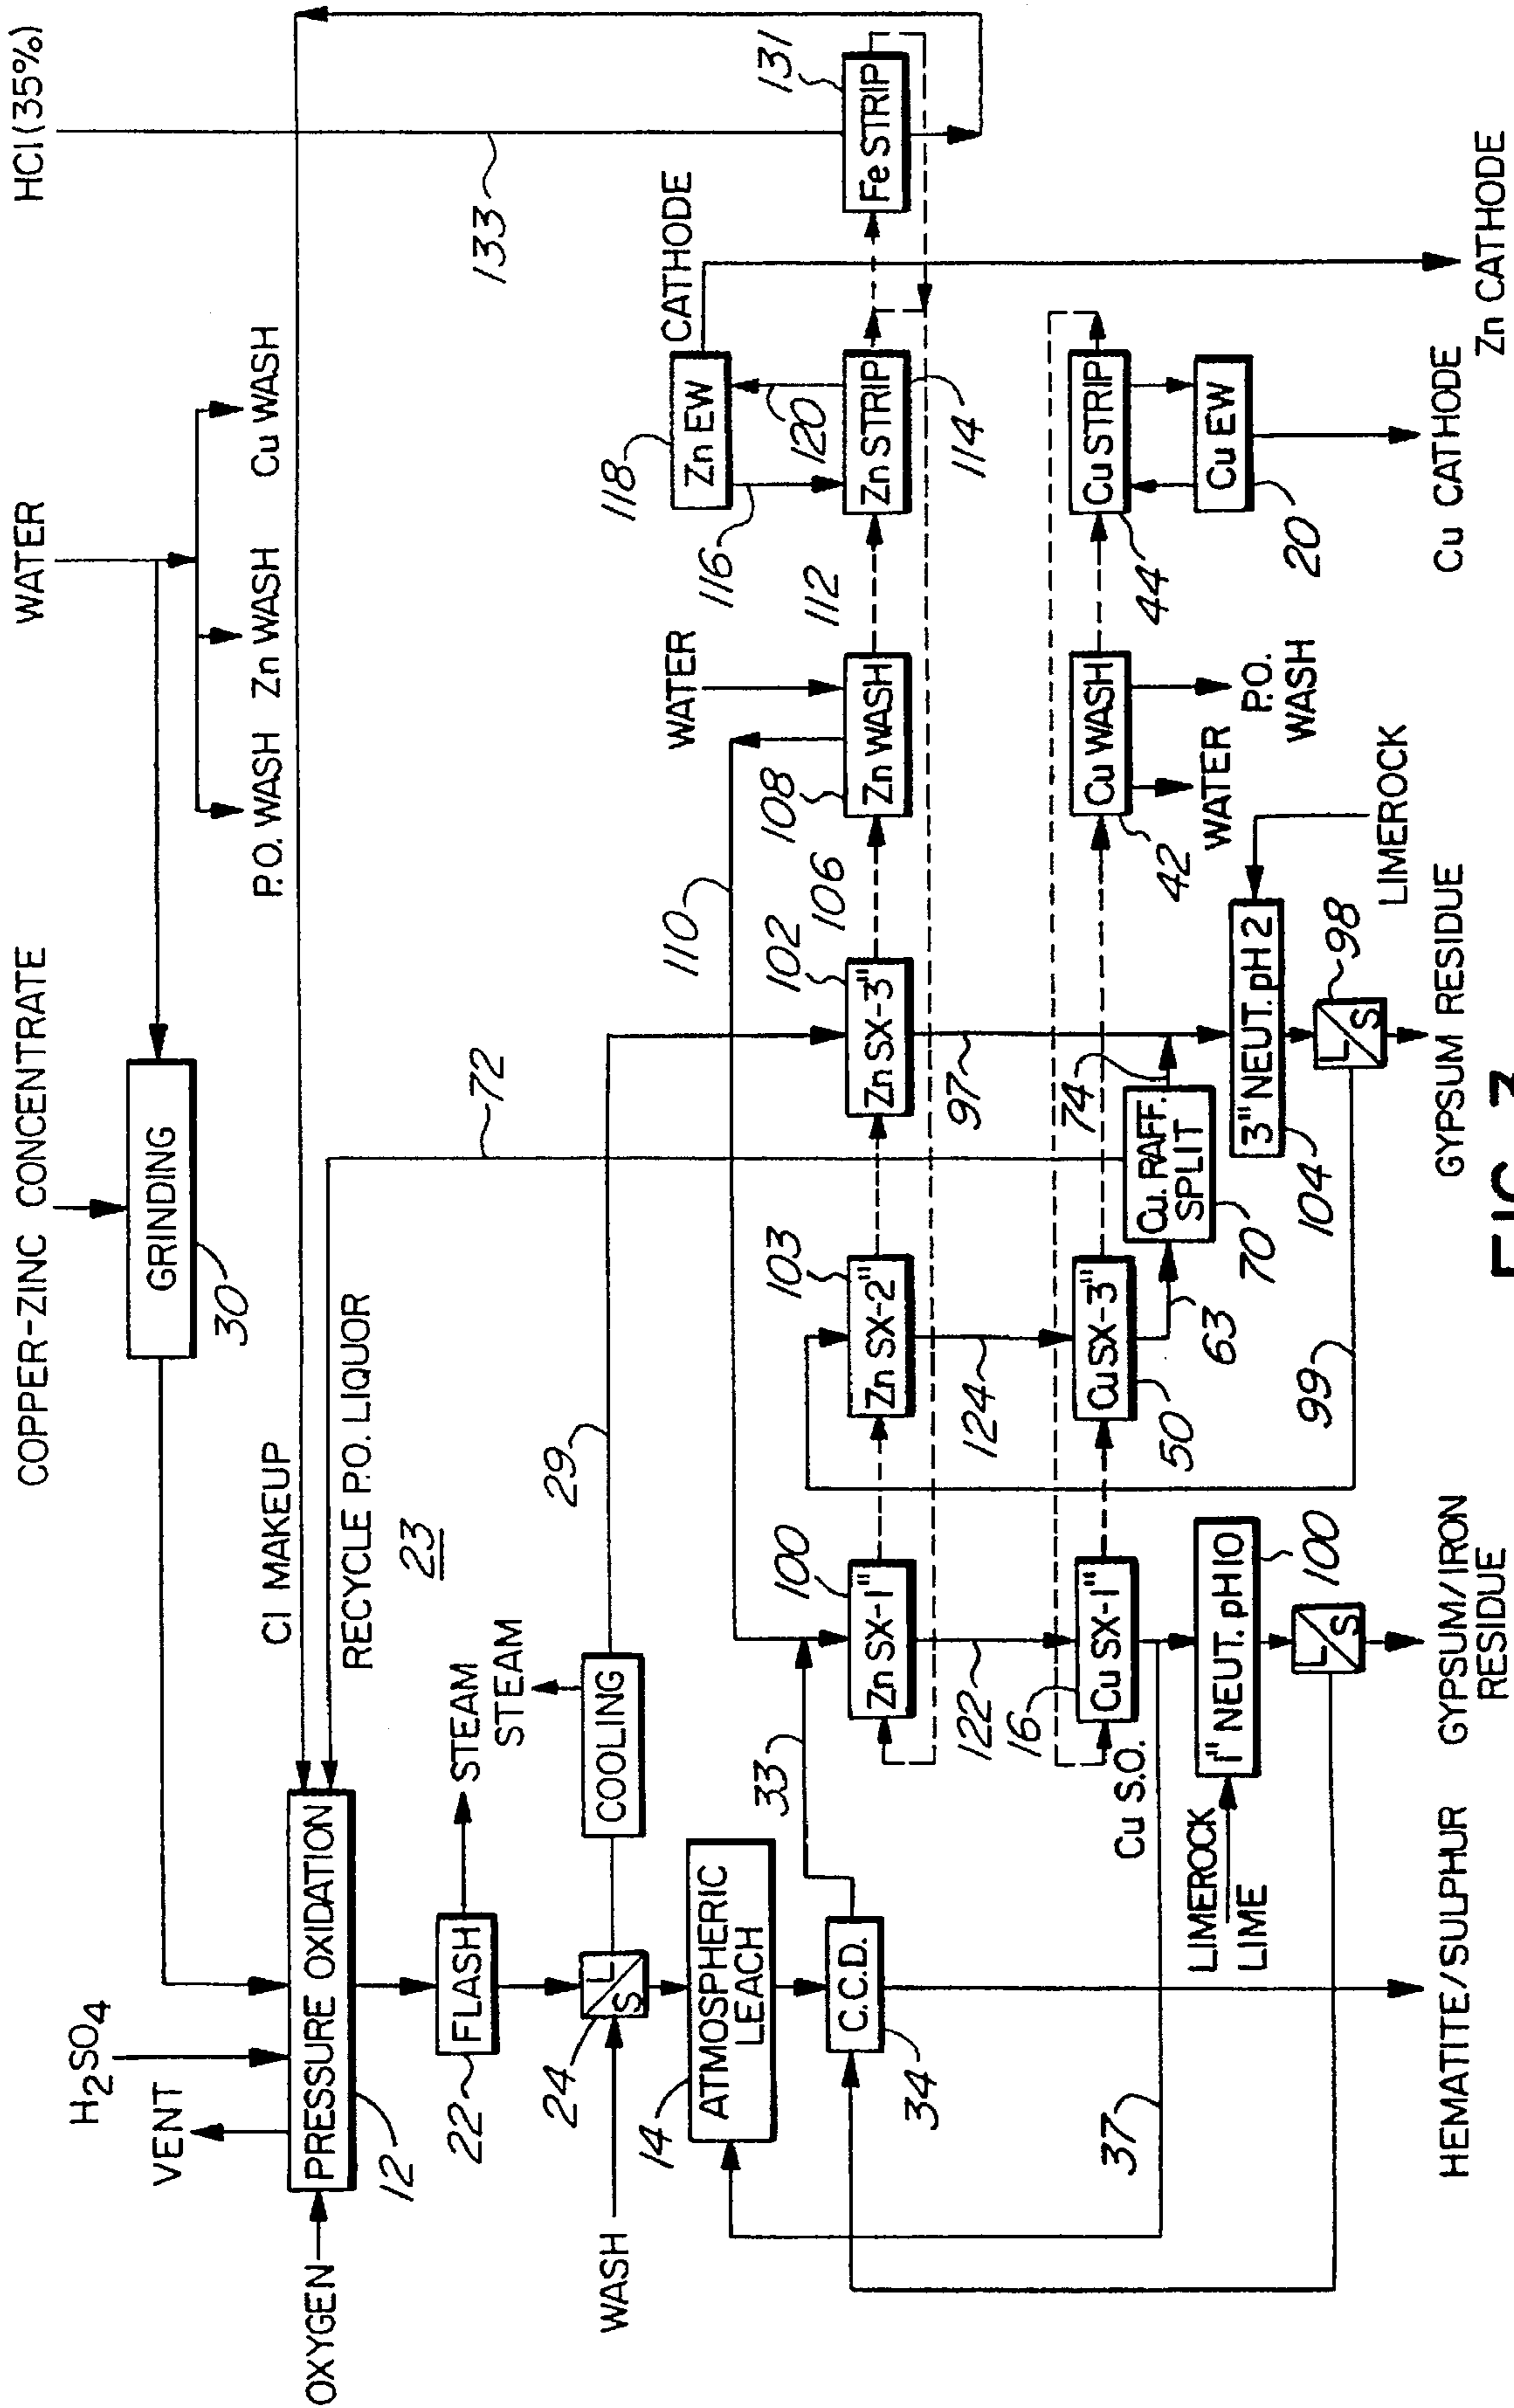 COPPER-ZINC CONCENTRATE
WATER
HCl (35%)
H2SO4
VENT
OXYGEN
GRINDING
30
P.O. WASH
Zn WASH
Cu WASH
133
Cl MAKEUP
RECYCLE P.O. LIQUOR
23
72
PRESSURE OXIDATION
12
FLASH
22
STEAM
STEAM
L
S
24
WASH
COOLING
29
ATMOSPHERIC
LEACH
14
C.C.D.
34
33
110
WATER
118
Zn EW
CATHODE
116
120
Zn SX-1"
100
Zn SX-2"
103
Zn SX-3"
102
106
Zn WASH
108
112
Zn STRIP
114
Fe STRIP
131
122
124
97
74
Cu SX-1"
16
Cu S.O.
Cu SX-3"
50
63
Cu. RAFF.
SPLIT
70
Cu WASH
42
WATER
P.O.
WASH
Cu STRIP
44
Cu EW
20
37
LIMEROCK
LIME
1" NEUT. pH10
100
L
S
3" NEUT. pH 2
104
LIMEROCK
L
S
98
99
HEMATITE/SULPHUR
GYPSUM/IRON
RESIDUE
GYPSUM RESIDUE
Cu CATHODE
Zn CATHODE
FIG. 3